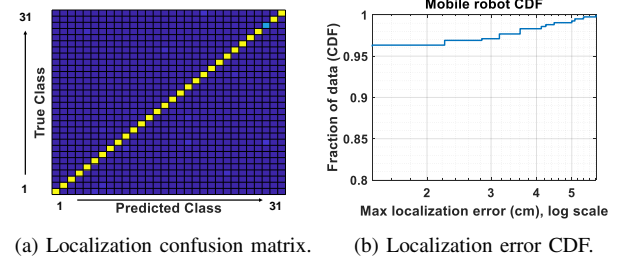 31
True Class
1
1
Predicted Class
31
(a) Localization confusion matrix.
Mobile robot CDF
Fraction of data (CDF)
1
0.95
0.9
0.85
0.8
2
3
4
5
Max localization error (cm), log scale
(b) Localization error CDF.